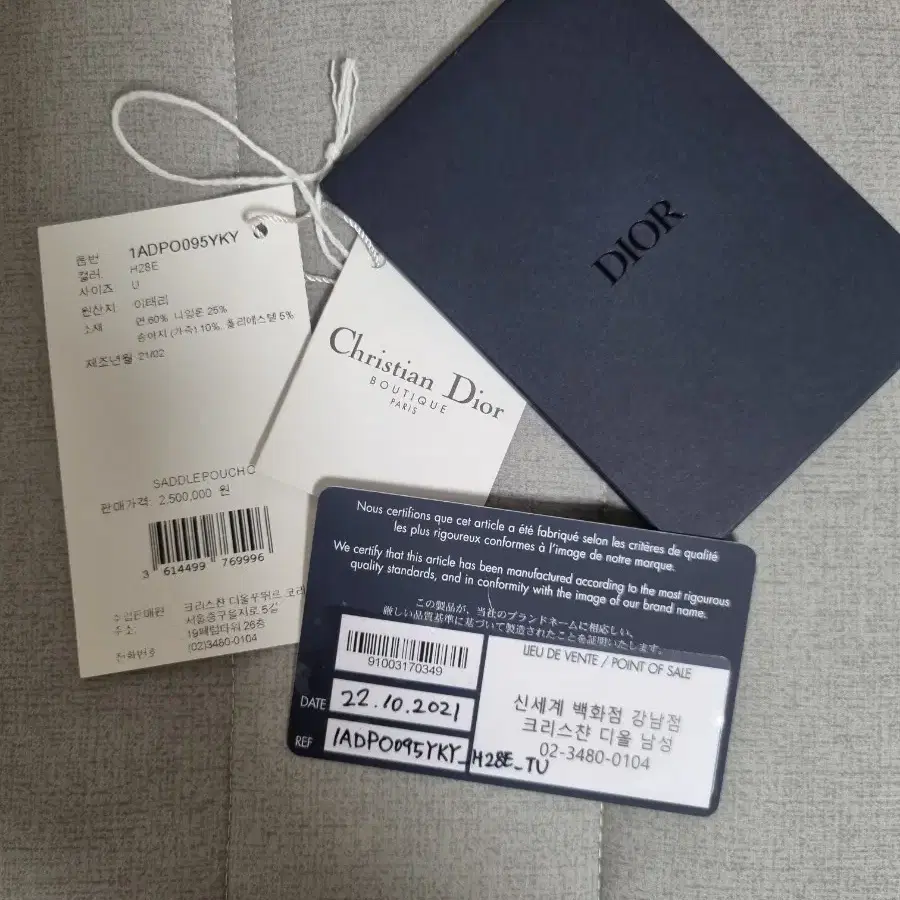 품번 1ADPO095YKY
컬러 H28E
사이즈 U
원산지 이태리
소재 면 60%, 나일론 25%
송아지 (가죽) 10%, 폴리에스텔 5%
제조년월 21/02
SADDLEPOUCH
판매가격: 2,500,000 원
3 614499 769996
크리스챤 디올꾸뛰르 코리
주소: 서울중구을지로 5길
19페럼타워 26층
전화번호 (02)3480-0104
Christian Dior
BOUTIQUE
PARIS
DIOR
Nous certifions que cet article a été fabriqué selon les critères de qualité
les plus rigoureux conformes à l'image de notre marque.
We certify that this article has been manufactured according to the most rigourous
quality standards, and in conformity with the image of our brand name.
この製品が、当社のブランドネームに相応しい、
厳しい品質基準に基づいて製造されたことを証明いたします。
91003170349
DATE 22.10.2021
REF 1ADPO095YKY_H28E_TU
LIEU DE VENTE / POINT OF SALE
신세계 백화점 강남점
크리스챤 디올 남성
02-3480-0104